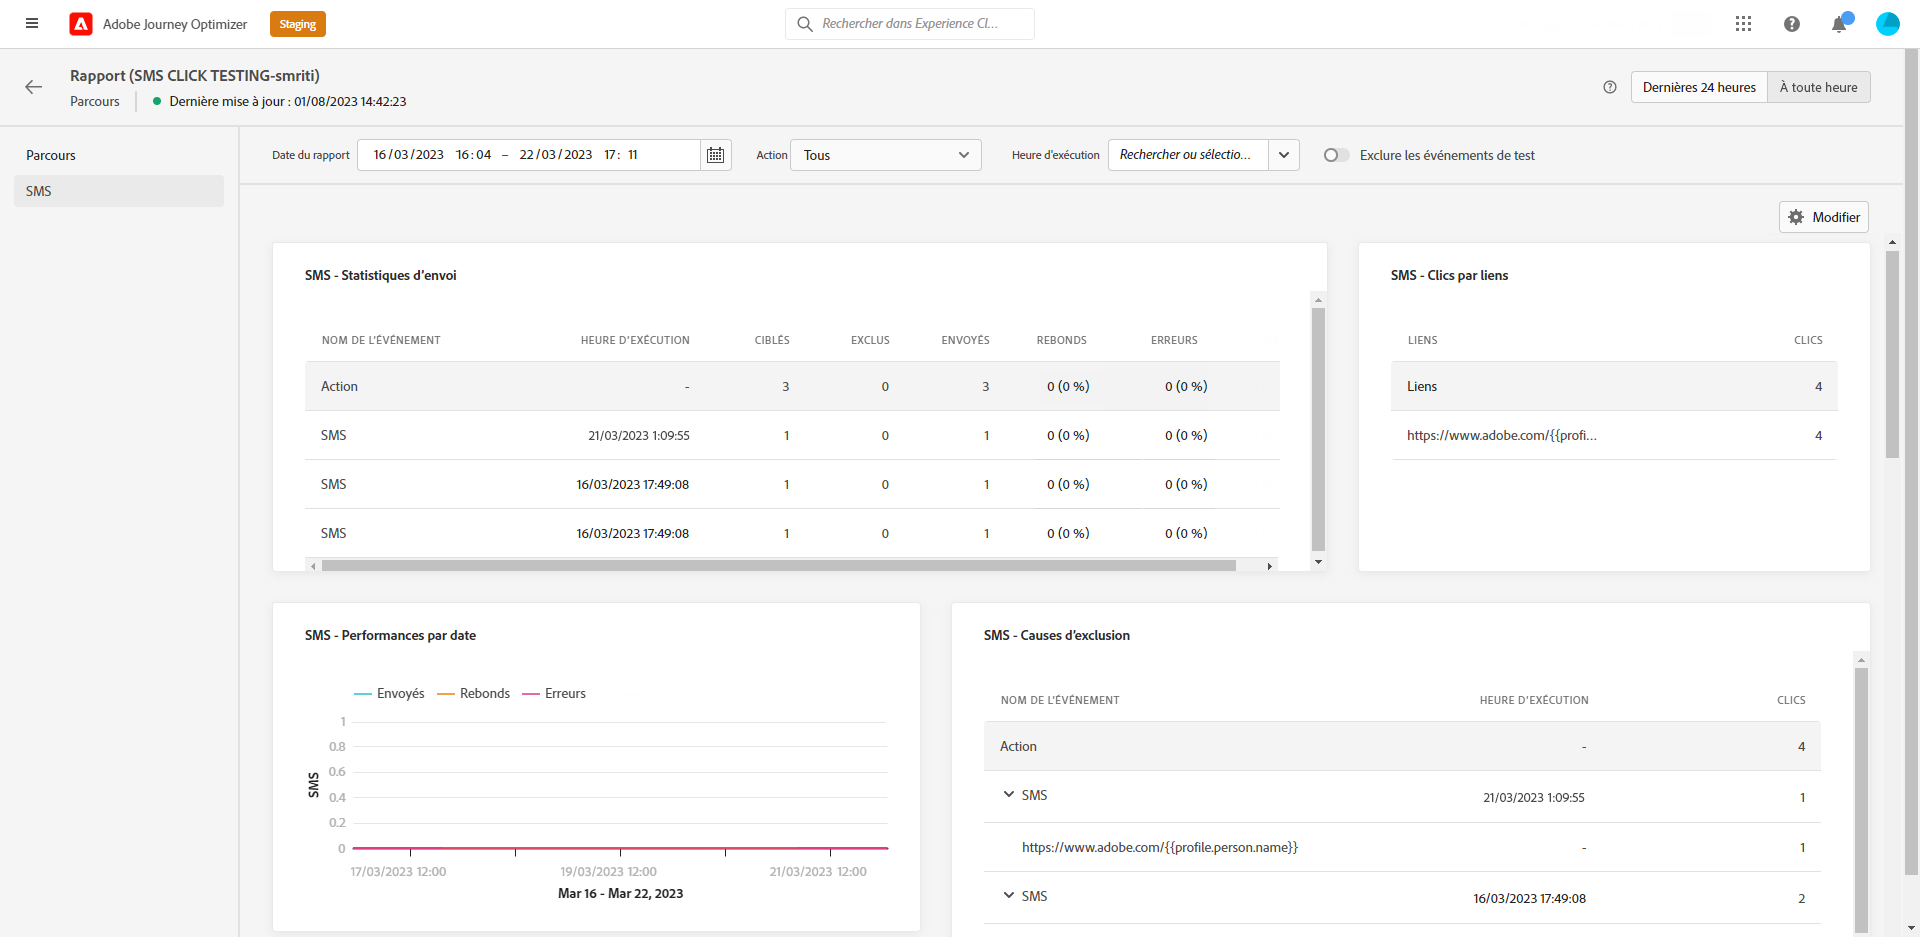 Adobe Journey Optimizer
Staging
Rechercher dans Experience Cl...
Rapport (SMS CLICK TESTING-smriti)
Parcours
Dernière mise à jour : 01/08/2023 14:42:23
Dernières 24 heures
À toute heure
Parcours
SMS
Date du rapport
16/03/2023 16:04 – 22/03/2023 17: 11
Action
Tous
Heure d'exécution
Rechercher ou sélectio...
Exclure les événements de test
Modifier
SMS - Statistiques d'envoi
NOM DE L'ÉVÉNEMENT HEURE D'EXÉCUTION CIBLÉS EXCLUS ENVOYÉS REBONDS ERREURS
Action - 3 0 3 0 (0 %) 0 (0 %)
SMS 21/03/2023 1:09:55 1 0 1 0 (0 %) 0 (0 %)
SMS 16/03/2023 17:49:08 1 0 1 0 (0 %) 0 (0 %)
SMS 16/03/2023 17:49:08 1 0 1 0 (0 %) 0 (0 %)
SMS - Clics par liens
LIENS CLICS
Liens 4
https://www.adobe.com/{{profi... 4
SMS - Performances par date
Envoyés Rebonds Erreurs
1
0.8
0.6
0.4
0.2
0
SMS
17/03/2023 12:00 19/03/2023 12:00 21/03/2023 12:00
Mar 16 - Mar 22, 2023
SMS - Causes d'exclusion
NOM DE L'ÉVÉNEMENT HEURE D'EXÉCUTION CLICS
Action - 4
SMS 21/03/2023 1:09:55 1
https://www.adobe.com/{{profile.person.name}} - 1
SMS 16/03/2023 17:49:08 2